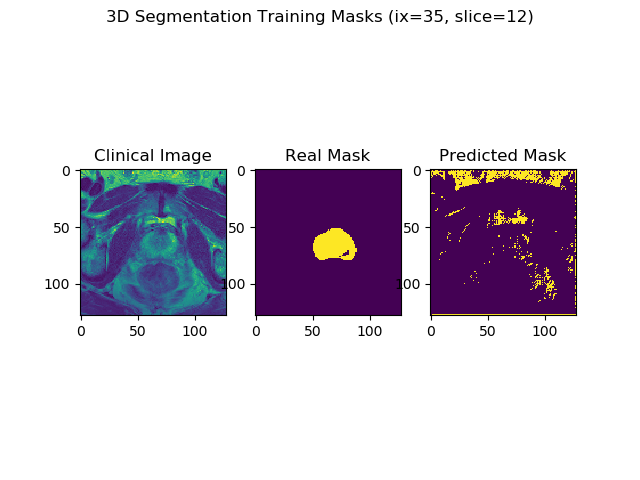 3D Segmentation Training Masks (ix=35, slice=12)
Clinical Image Real Mask Predicted Mask
0 0 0
50 50 50
100 100 100
0 50 100 0 50 100 0 50 100